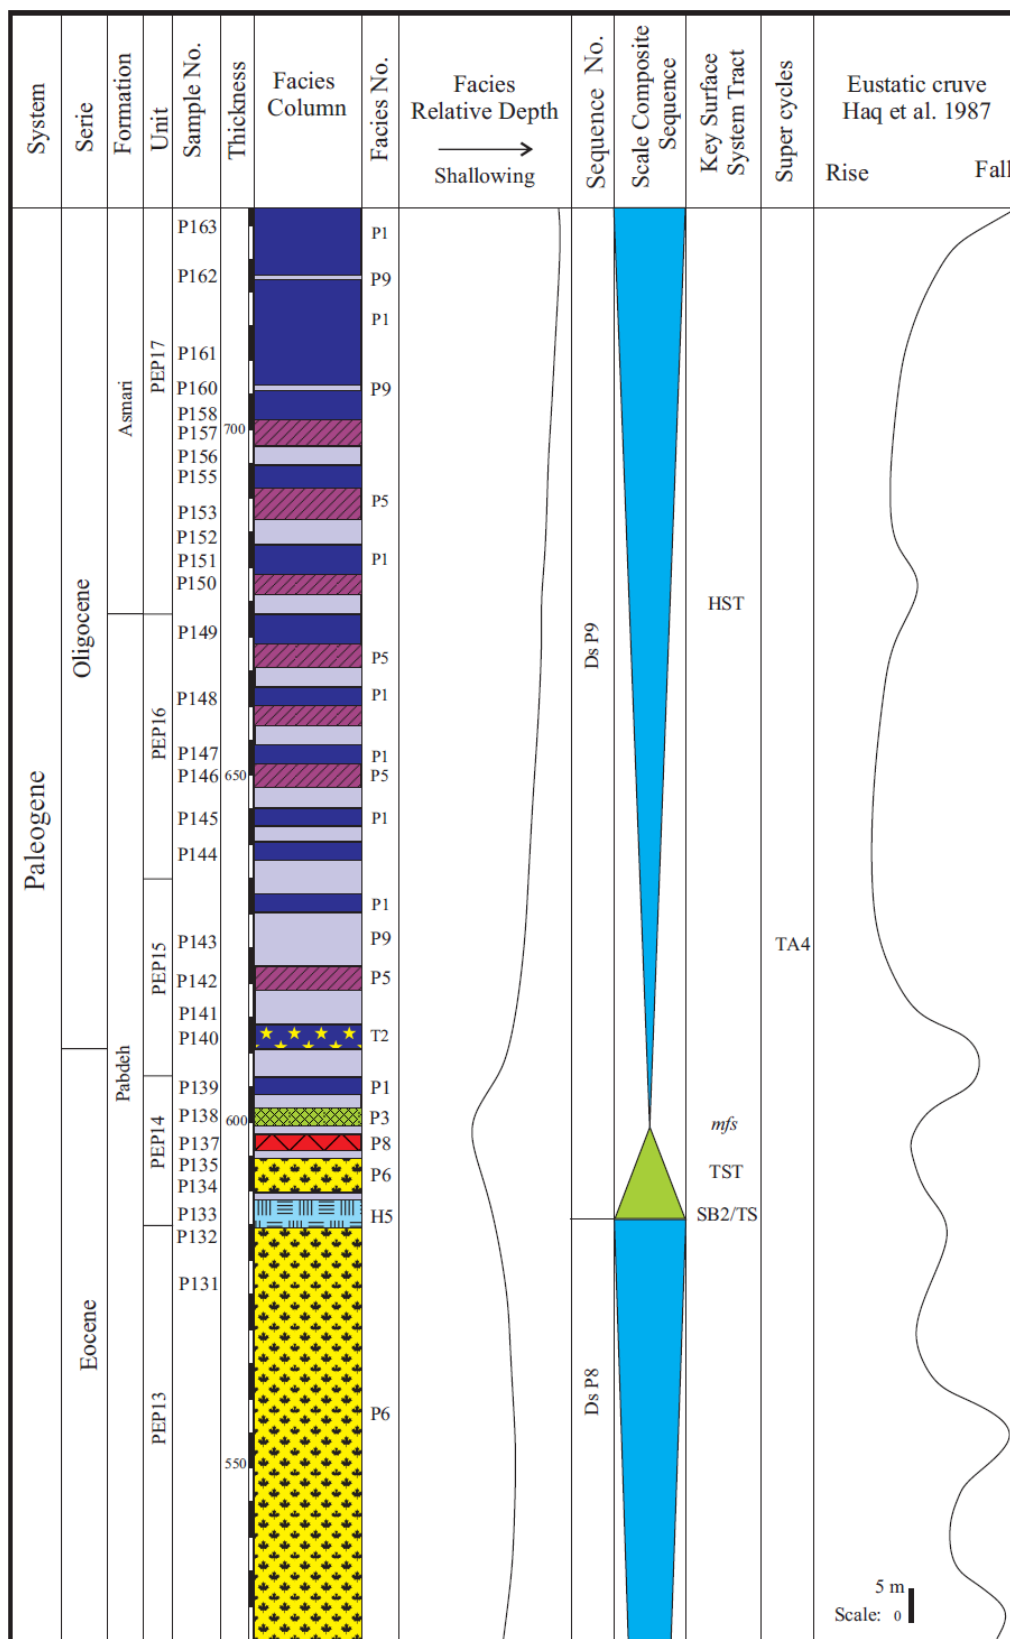 System
Serie
Formation
Unit
Sample No.
Thickness
Facies
Column
Facies No.
Facies
Relative Depth
Shallowing
Sequence No.
Scale Composite
Sequence
Key Surface
System Tract
Super cycles
Eustatic cruve
Haq et al. 1987
Rise
Fall
Paleogene
Oligocene
Eocene
Asmari
Pabdeh
PEP17
PEP16
PEP15
PEP14
PEP13
P163
P162
P161
P160
P158
P157
P156
P155
P153
P152
P151
P150
P149
P148
P147
P146
P145
P144
P143
P142
P141
P140
P139
P138
P137
P135
P134
P133
P132
P131
700
650
600
550
P1
P9
P1
P9
P5
P1
P5
P1
P1
P5
P1
P1
P9
P5
T2
P1
P3
P8
P6
H5
P6
Ds P9
Ds P8
HST
mfs
TST
SB2/TS
TA4
5 m
Scale: 0